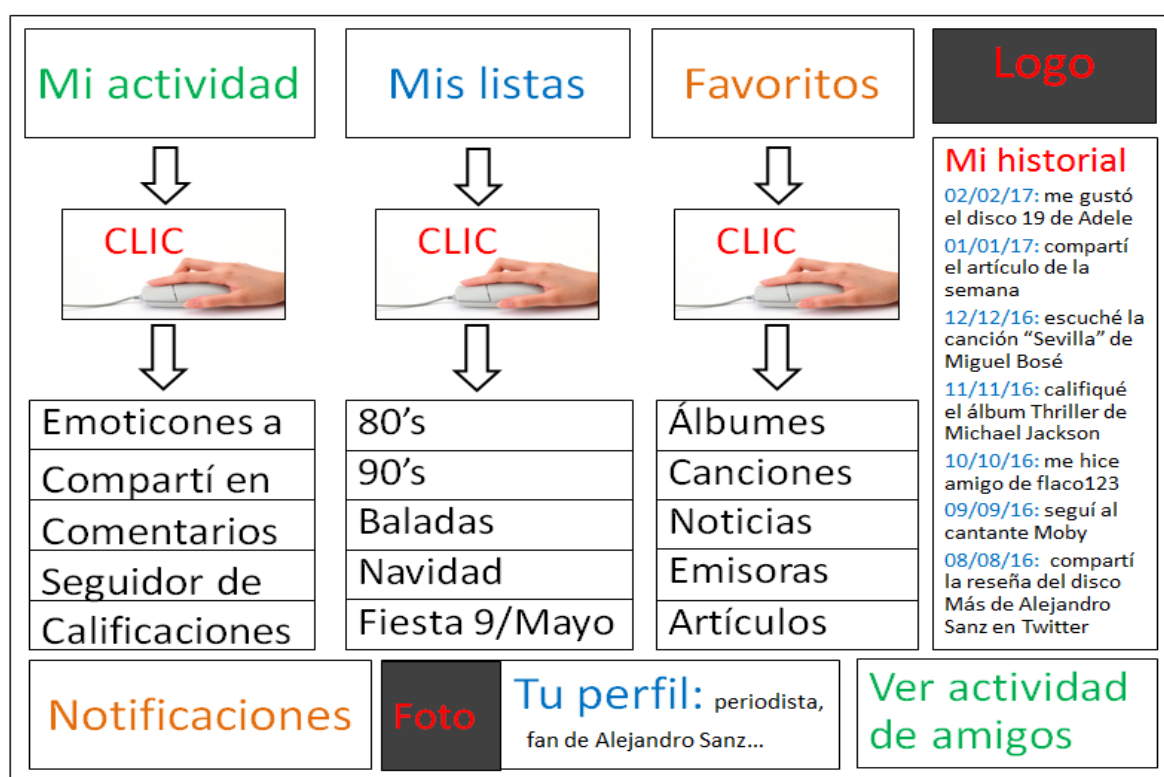 Mi actividad
Mis listas
Favoritos
Logo
CLIC
CLIC
CLIC
Emoticones a
Compartí en
Comentarios
Seguidor de
Calificaciones
80’s
90’s
Baladas
Navidad
Fiesta 9/Mayo
Álbumes
Canciones
Noticias
Emisoras
Artículos
Mi historial
02/02/17: me gustó
el disco 19 de Adele
01/01/17: compartí
el artículo de la
semana
12/12/16: escuché la
canción “Sevilla” de
Miguel Bosé
11/11/16: califiqué
el álbum Thriller de
Michael Jackson
10/10/16: me hice
amigo de flaco123
09/09/16: seguí al
cantante Moby
08/08/16: compartí
la reseña del disco
Más de Alejandro
Sanz en Twitter
Notificaciones
Foto
Tu perfil: periodista,
fan de Alejandro Sanz...
Ver actividad
de amigos